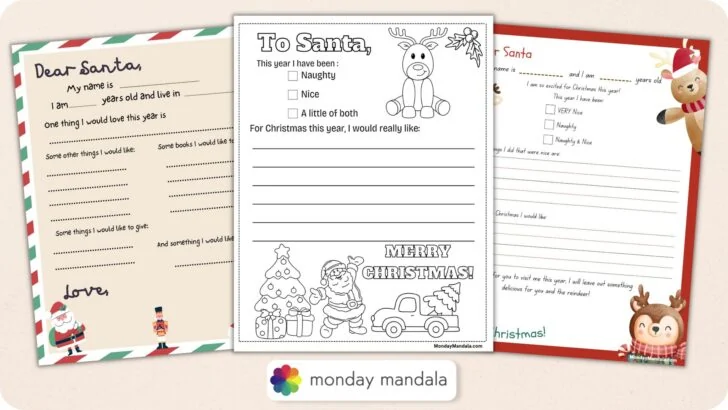 Dear Santa,
My name is
I am years old and live in
One thing I would love this year is
Some other things I would like:
Some books I would like to
Some things I would like to give:
And something I would
Love,
To Santa,
This year I have been :
Naughty
Nice
A little of both
For Christmas this year, I would really like:
MERRY
CHRISTMAS!
MondayMandala.com
Santa
name is and I am years old
I am so excited for Christmas this year!
This year I have been:
VERY Nice
Naughty
Naughty & Nice
I did that were nice are:
Christmas I would like:
for you to visit me this year, I will leave out something
delicious for you and the reindeer!
Christmas!
monday mandala